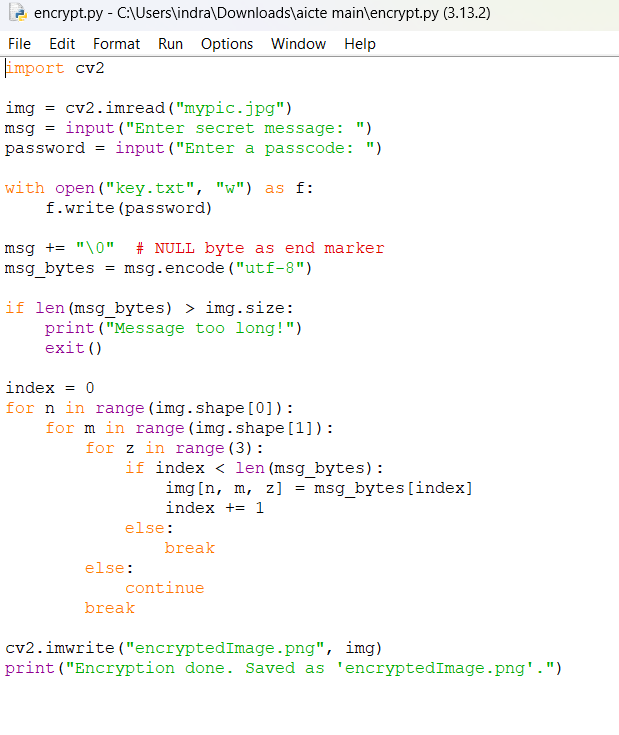 encrypt.py - C:\Users\indra\Downloads\aicte main\encrypt.py (3.13.2)
File Edit Format Run Options Window Help
import cv2

img = cv2.imread("mypic.jpg")
msg = input("Enter secret message: ")
password = input("Enter a passcode: ")

with open("key.txt", "w") as f:
    f.write(password)

msg += "\0"  # NULL byte as end marker
msg_bytes = msg.encode("utf-8")

if len(msg_bytes) > img.size:
    print("Message too long!")
    exit()

index = 0
for n in range(img.shape[0]):
    for m in range(img.shape[1]):
        for z in range(3):
            if index < len(msg_bytes):
                img[n, m, z] = msg_bytes[index]
                index += 1
            else:
                break
        else:
            continue
        break

cv2.imwrite("encryptedImage.png", img)
print("Encryption done. Saved as 'encryptedImage.png'.")